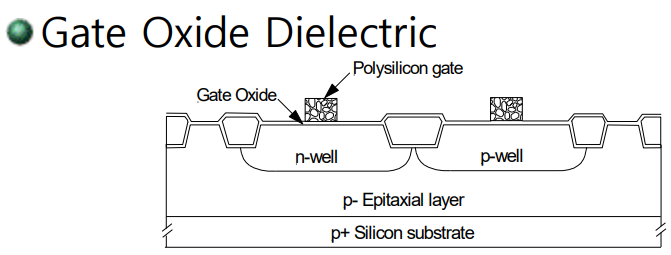 Gate Oxide Dielectric
Polysilicon gate
Gate Oxide
n-well
p-well
p- Epitaxial layer
p+ Silicon substrate